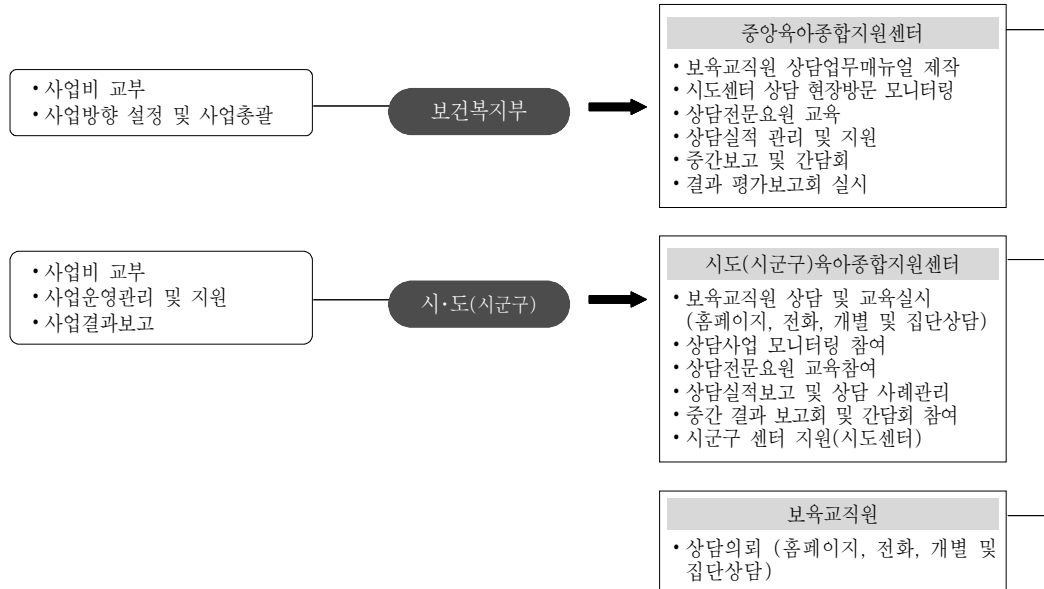 • 사업비 교부
• 사업방향 설정 및 사업총괄
보건복지부
중앙육아종합지원센터
• 보육교직원 상담업무매뉴얼 제작
• 시도센터 상담 현장방문 모니터링
• 상담전문요원 교육
• 상담실적 관리 및 지원
• 중간보고 및 간담회
• 결과 평가보고회 실시
• 사업비 교부
• 사업운영관리 및 지원
• 사업결과보고
시·도(시군구)
시도(시군구)육아종합지원센터
• 보육교직원 상담 및 교육실시
(홈페이지, 전화, 개별 및 집단상담)
• 상담사업 모니터링 참여
• 상담전문요원 교육참여
• 상담실적보고 및 상담 사례관리
• 중간 결과 보고회 및 간담회 참여
• 시군구 센터 지원(시도센터)
보육교직원
• 상담의뢰 (홈페이지, 전화, 개별 및
집단상담)